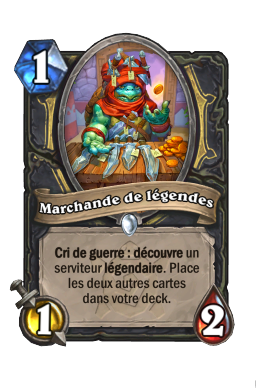 1
Marchande de légendes
Cri de guerre : découvre un
serviteur légendaire. Place
les deux autres cartes
dans votre deck.
1
2